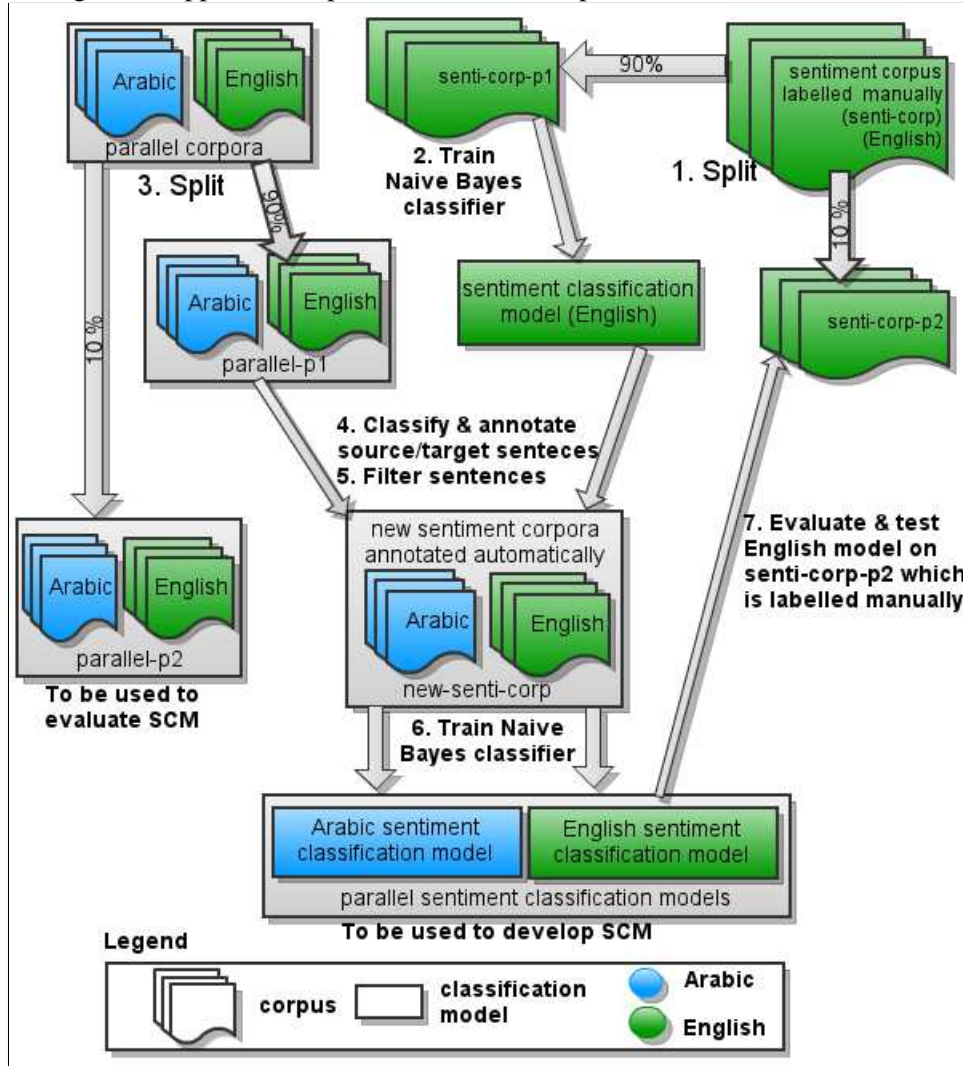 Arabic
English
parallel corpora
senti-corp-p1
90%
sentiment corpus
labelled manually
(senti-corp)
(English)
3. Split
2. Train
Naive Bayes
classifier
1. Split
90%
10 %
10 %
Arabic
English
parallel-p1
sentiment classification
model (English)
senti-corp-p2
4. Classify & annotate
source/target senteces
5. Filter sentences
new sentiment corpora
annotated automatically
Arabic
English
new-senti-corp
7. Evaluate & test
English model on
senti-corp-p2 which
is labelled manually
Arabic
English
parallel-p2
To be used to
evaluate SCM
6. Train Naive
Bayes classifier
Arabic sentiment
classification model
English sentiment
classification model
parallel sentiment classification models
To be used to develop SCM
Legend
corpus
classification
model
Arabic
English